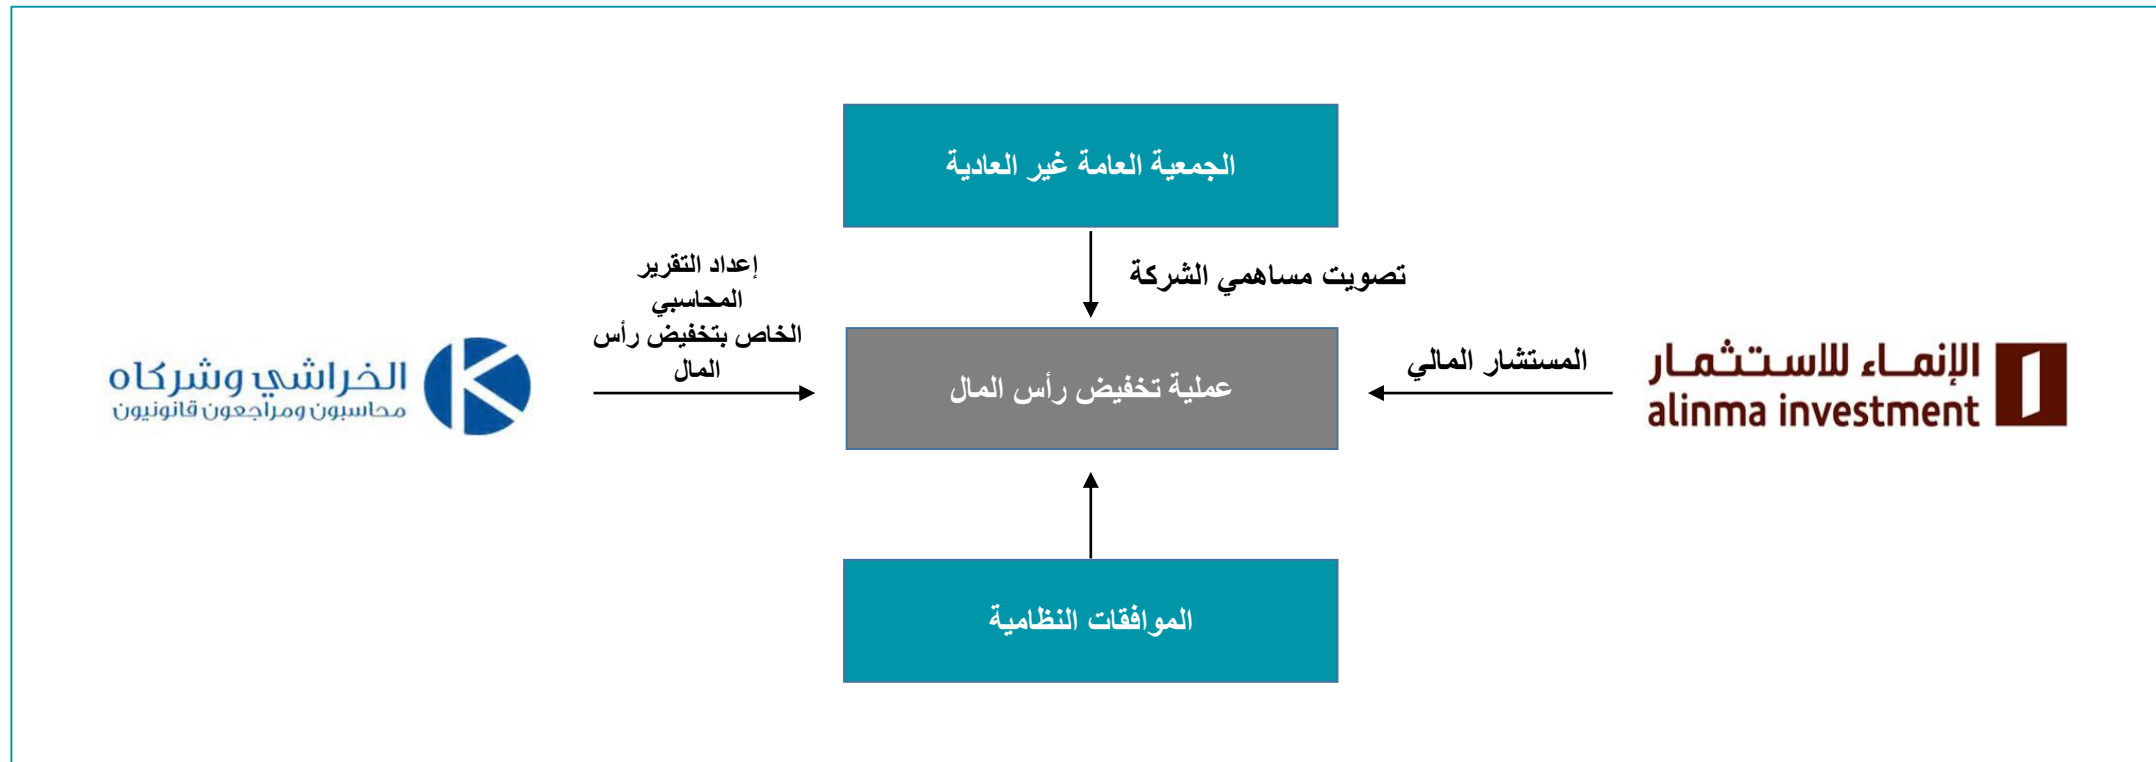 الجمعية العامة غير العادية
تصويت مساهمي الشركة
الإنماء للاستثمار
alinma investment
المستشار المالي
عملية تخفيض رأس المال
إعداد التقرير
المحاسبي
الخاص بتخفيض رأس
المال
الخراشي وشركاه
محاسبون ومراجعون قانونيون
الموافقات النظامية